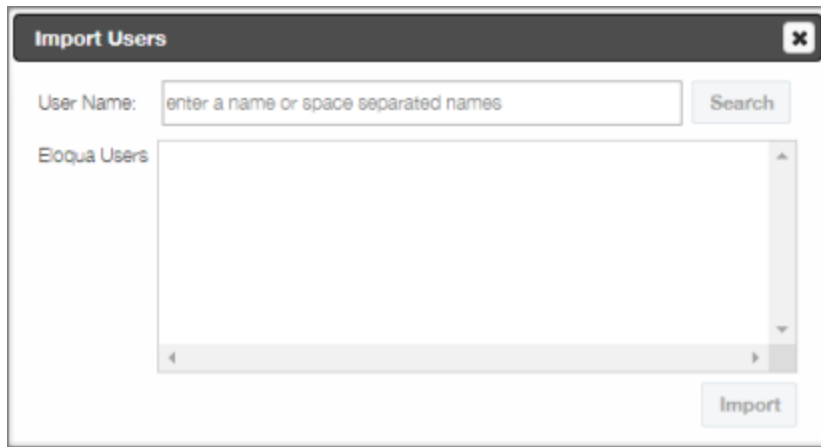 Import Users
User Name: enter a name or space separated names Search
Eloqua Users
Import